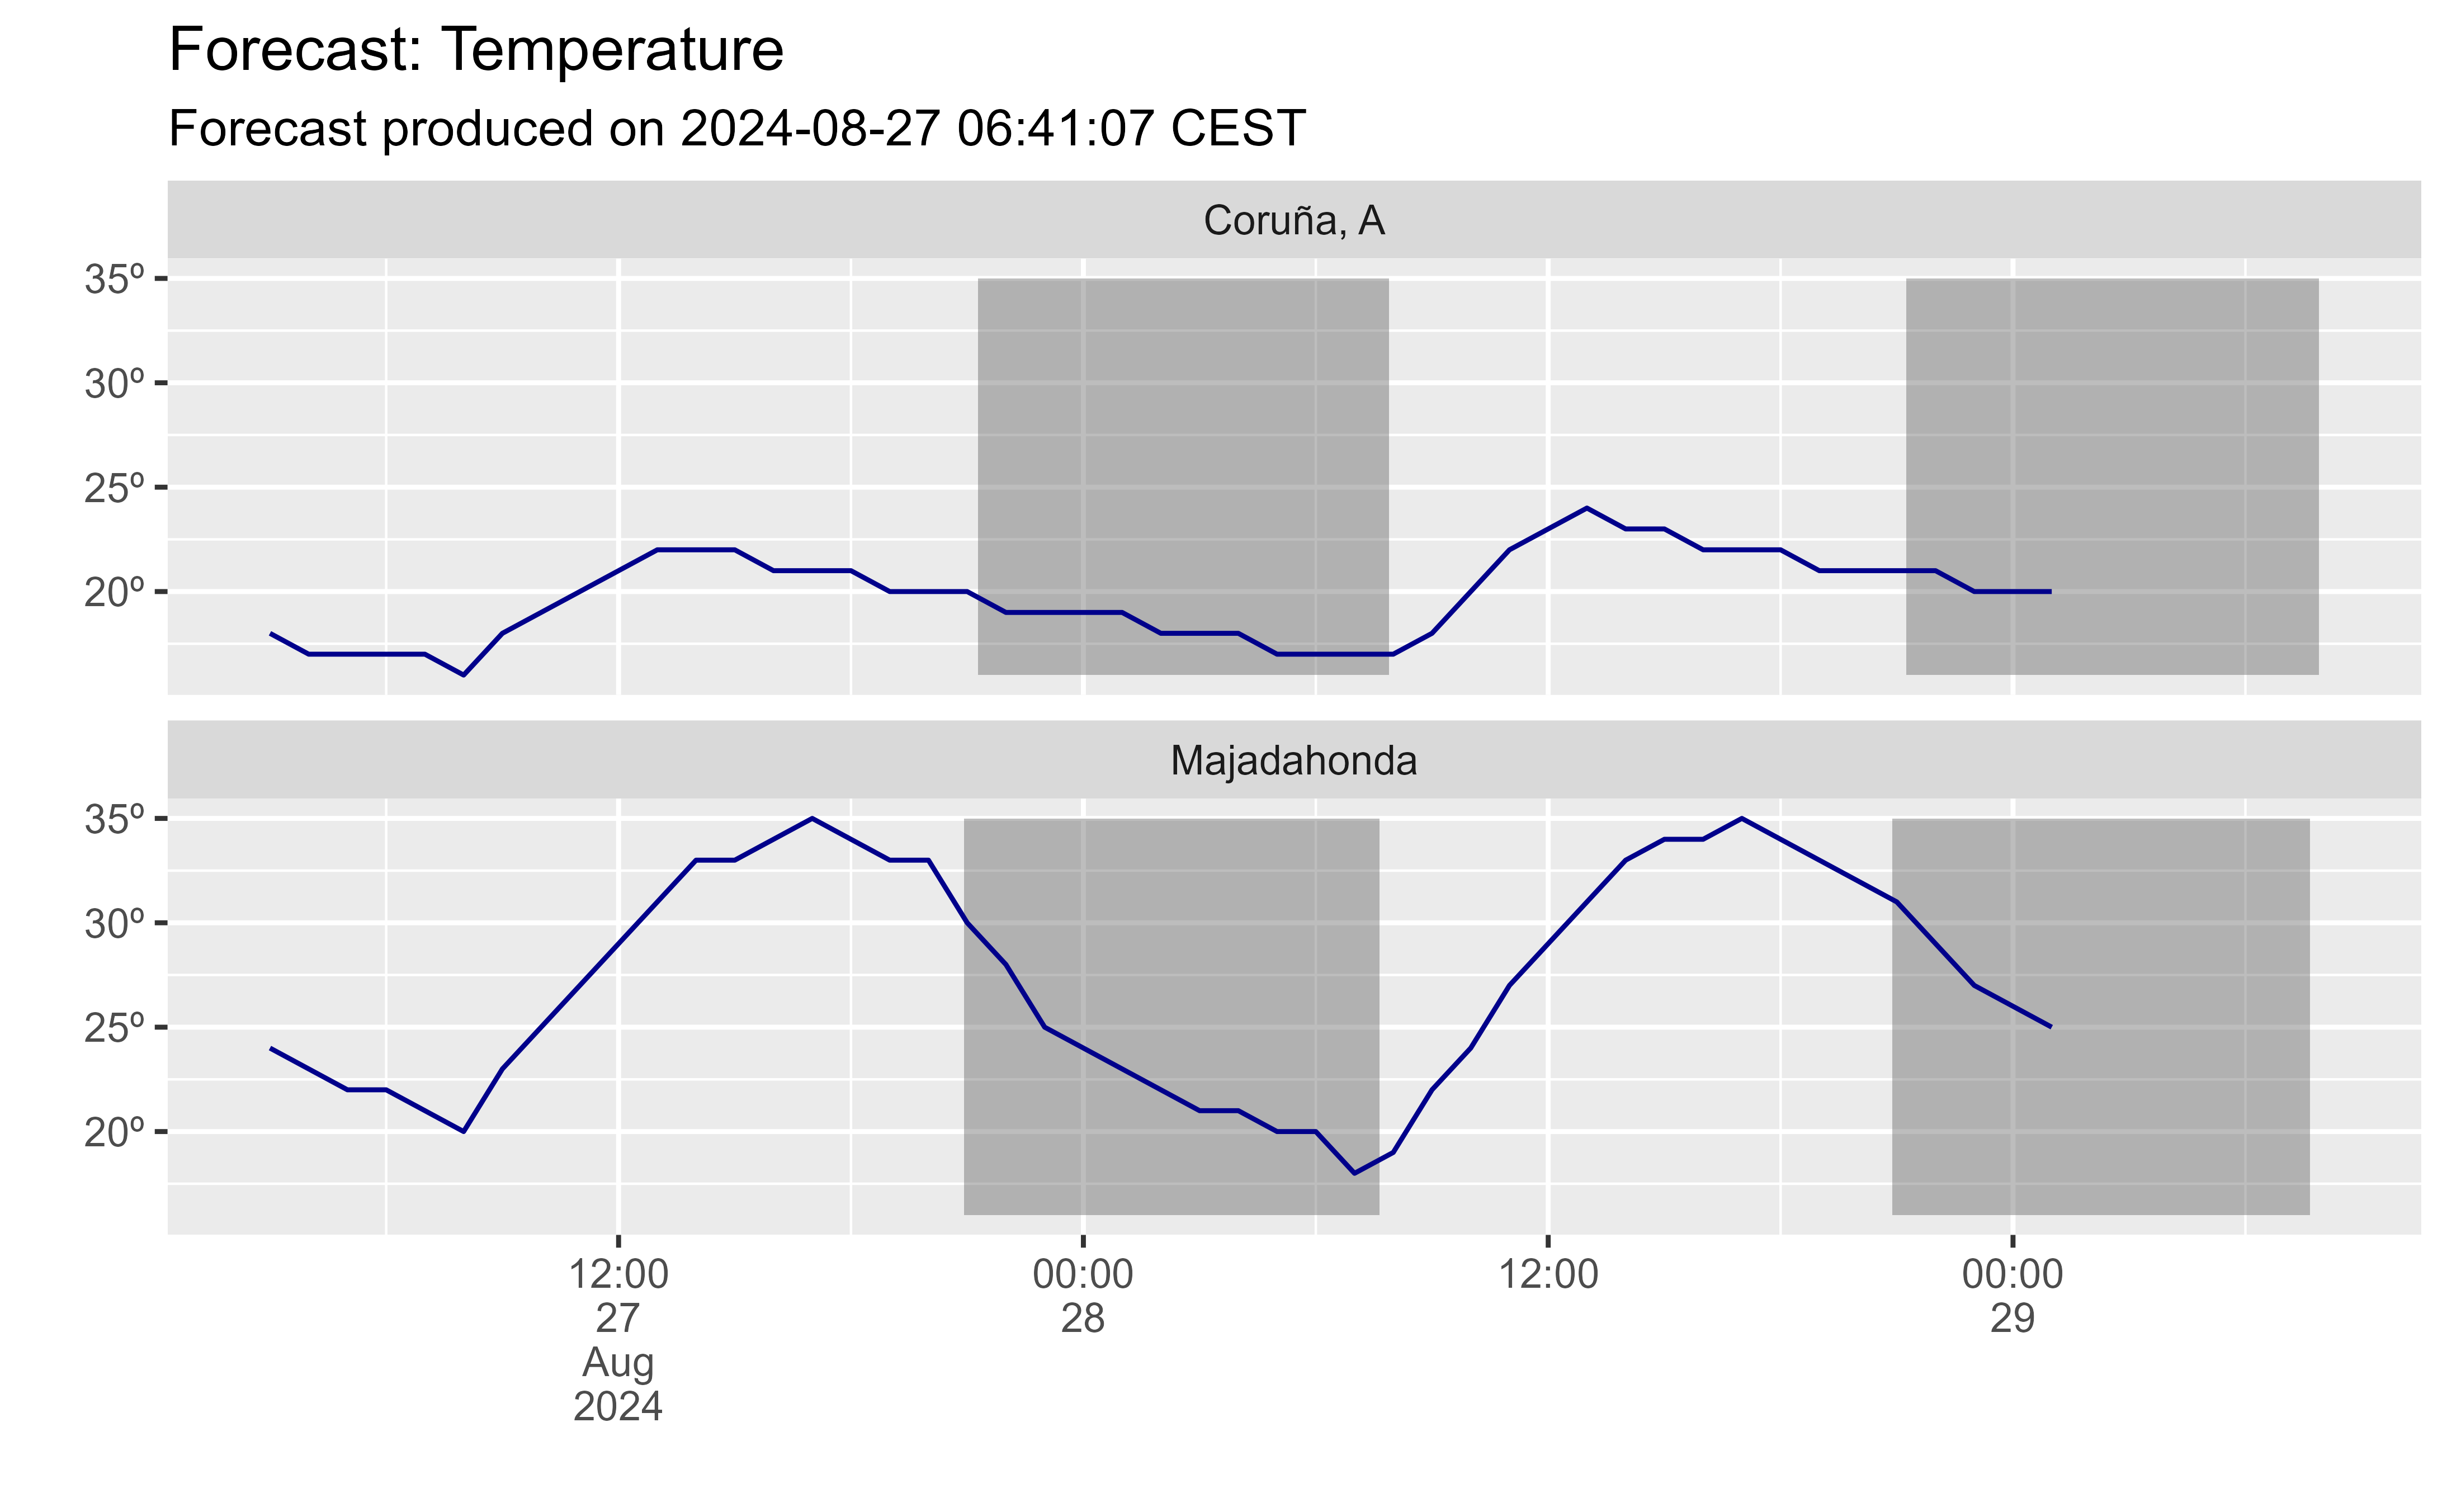 Forecast: Temperature
Forecast produced on 2024-08-27 06:41:07 CEST
Coruña, A
35º
30º
25º
20º
Majadahonda
35º
30º
25º
20º
12:00 00:00 12:00 00:00
27 28 29
Aug
2024